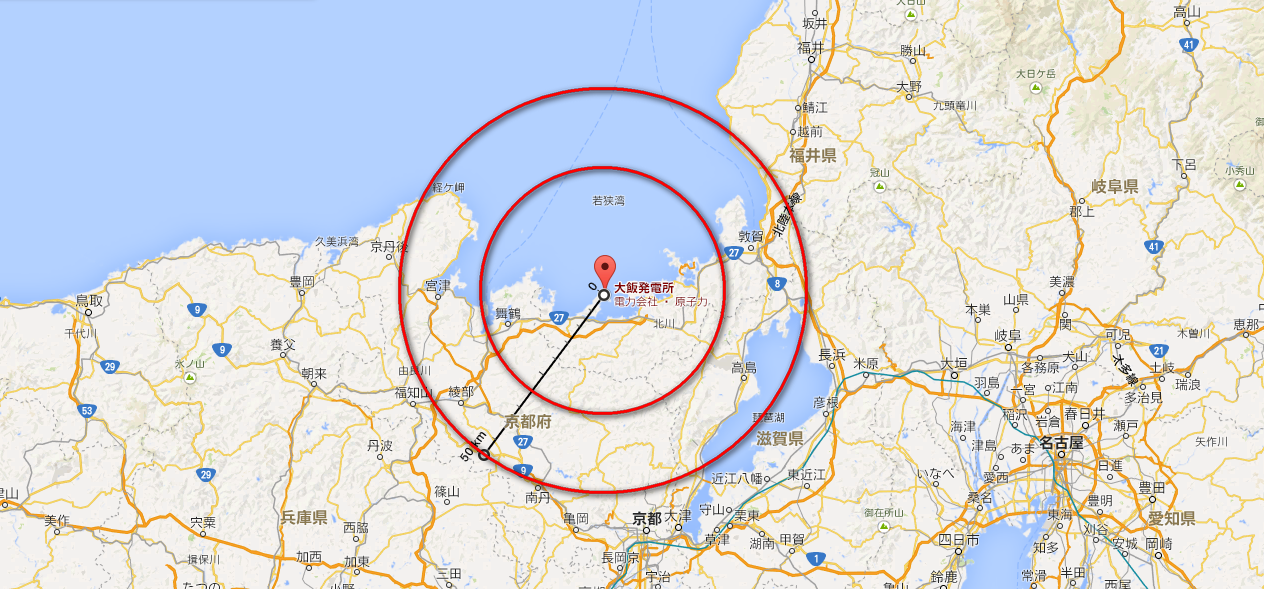 大日山
高山
坂井
41
福井
勝山
大日ケ岳
大野
鯖江
九頭竜川
越前
福井県
下呂
冠山
小秀山
岐阜県
経ケ岬
若狭湾
北陸本線
郡上
久美浜湾
京丹後
敦賀
27
41
0
豊岡
宮津
大飯発電所
電力会社 ・ 原子力
8
美濃
鳥取
9
舞鶴
27
北川
山県
本巣
関
千代川
恵那
木曽川
可児
岐阜
養父
9
21
大山
氷ノ山
29
高島
長浜
米原
大垣
各務原
太多線
土岐
朝来
由良川
瑞浪
福知山
綾部
羽島
一宮
江南
多治見
53
彦根
稲沢
岩倉
春日井
京都府
琵琶湖
瀬戸
海津
27
滋賀県
津島
あま
名古屋
矢作川
丹波
50 km
9
日進
29
近江八幡
東近江
いなべ
愛西
篠山
南丹
桑名
豊明
豊田
美作
宍粟
兵庫県
西脇
亀岡
京都
大津
守山
栗東
御在所山
東海
刈谷
愛知県
草津
湖南
甲賀
四日市
知多
安城
岡崎
揖保川
加西
加東
長岡京
1
三田
宇治
鈴鹿
常滑
半田
西尾
亀山
たつの